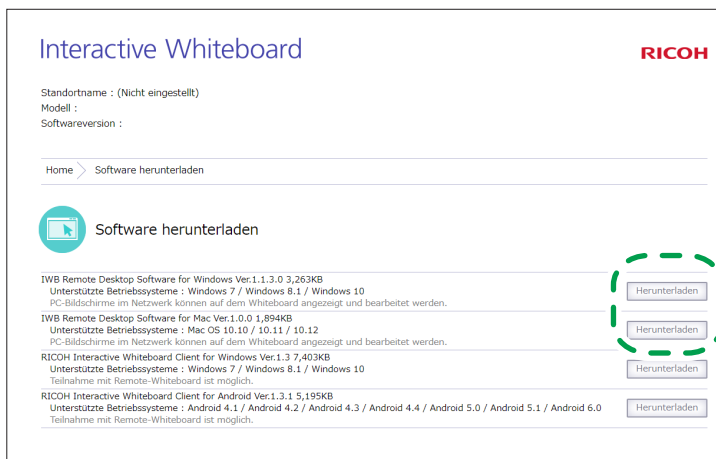 Interactive Whiteboard
RICOH
Standortname : (Nicht eingestellt)
Modell :
Softwareversion :
Home Software herunterladen
Software herunterladen
IWB Remote Desktop Software for Windows Ver.1.1.3.0 3,263KB
Unterstützte Betriebssysteme : Windows 7 / Windows 8.1 / Windows 10
Herunterladen
PC-Bildschirme im Netzwerk können auf dem Whiteboard angezeigt und bearbeitet werden.
IWB Remote Desktop Software for Mac Ver.1.0.0 1,894KB
Unterstützte Betriebssysteme : Mac OS 10.10 / 10.11 / 10.12
Herunterladen
PC-Bildschirme im Netzwerk können auf dem Whiteboard angezeigt und bearbeitet werden.
RICOH Interactive Whiteboard Client for Windows Ver.1.3 7,403KB
Unterstützte Betriebssysteme : Windows 7 / Windows 8.1 / Windows 10
Herunterladen
Teilnahme mit Remote-Whiteboard ist möglich.
RICOH Interactive Whiteboard Client for Android Ver.1.3.1 5,195KB
Unterstützte Betriebssysteme : Android 4.1 / Android 4.2 / Android 4.3 / Android 4.4 / Android 5.0 / Android 5.1 / Android 6.0
Herunterladen
Teilnahme mit Remote-Whiteboard ist möglich.